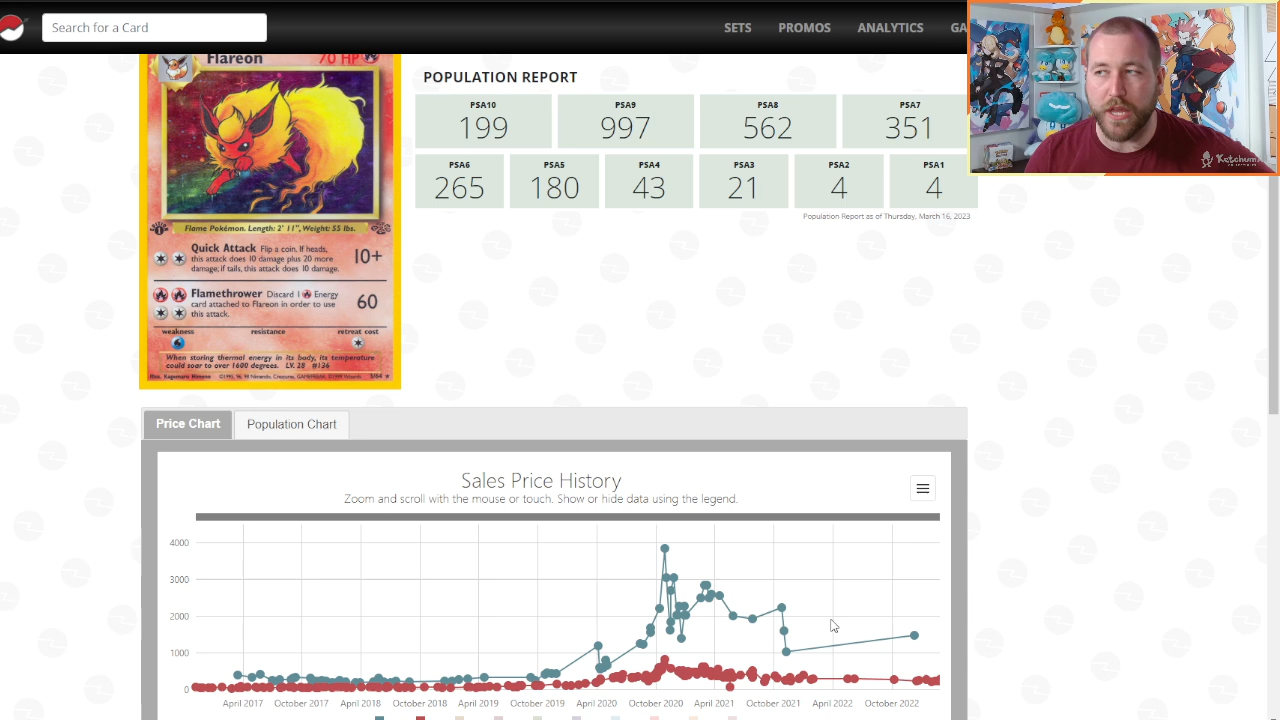 Search for a Card
SETS
PROMOS
ANALYTICS
GA
Flareon
70 HP
Flame Pokémon. Length: 2' 11", Weight: 55 lbs.
Quick Attack Flip a coin. If heads,
this attack does 10 damage plus 20 more
damage; if tails, this attack does 10 damage.
10+
Flamethrower Discard 1 Energy
card attached to Flareon in order to use
this attack.
60
weakness
resistance
retreat cost
When storing thermal energy in its body, its temperature
could soar to over 1600 degrees. LV. 28 #136
POPULATION REPORT
PSA10
PSA9
PSA8
PSA7
199
997
562
351
PSA6
PSA5
PSA4
PSA3
PSA2
PSA1
265
180
43
21
4
4
Population Report as of Thursday, March 16, 2023
Ketchum
Price Chart
Population Chart
Sales Price History
Zoom and scroll with the mouse or touch. Show or hide data using the legend.
4000
3000
2000
1000
0
April 2017
October 2017
April 2018
October 2018
April 2019
October 2019
April 2020
October 2020
April 2021
October 2021
April 2022
October 2022